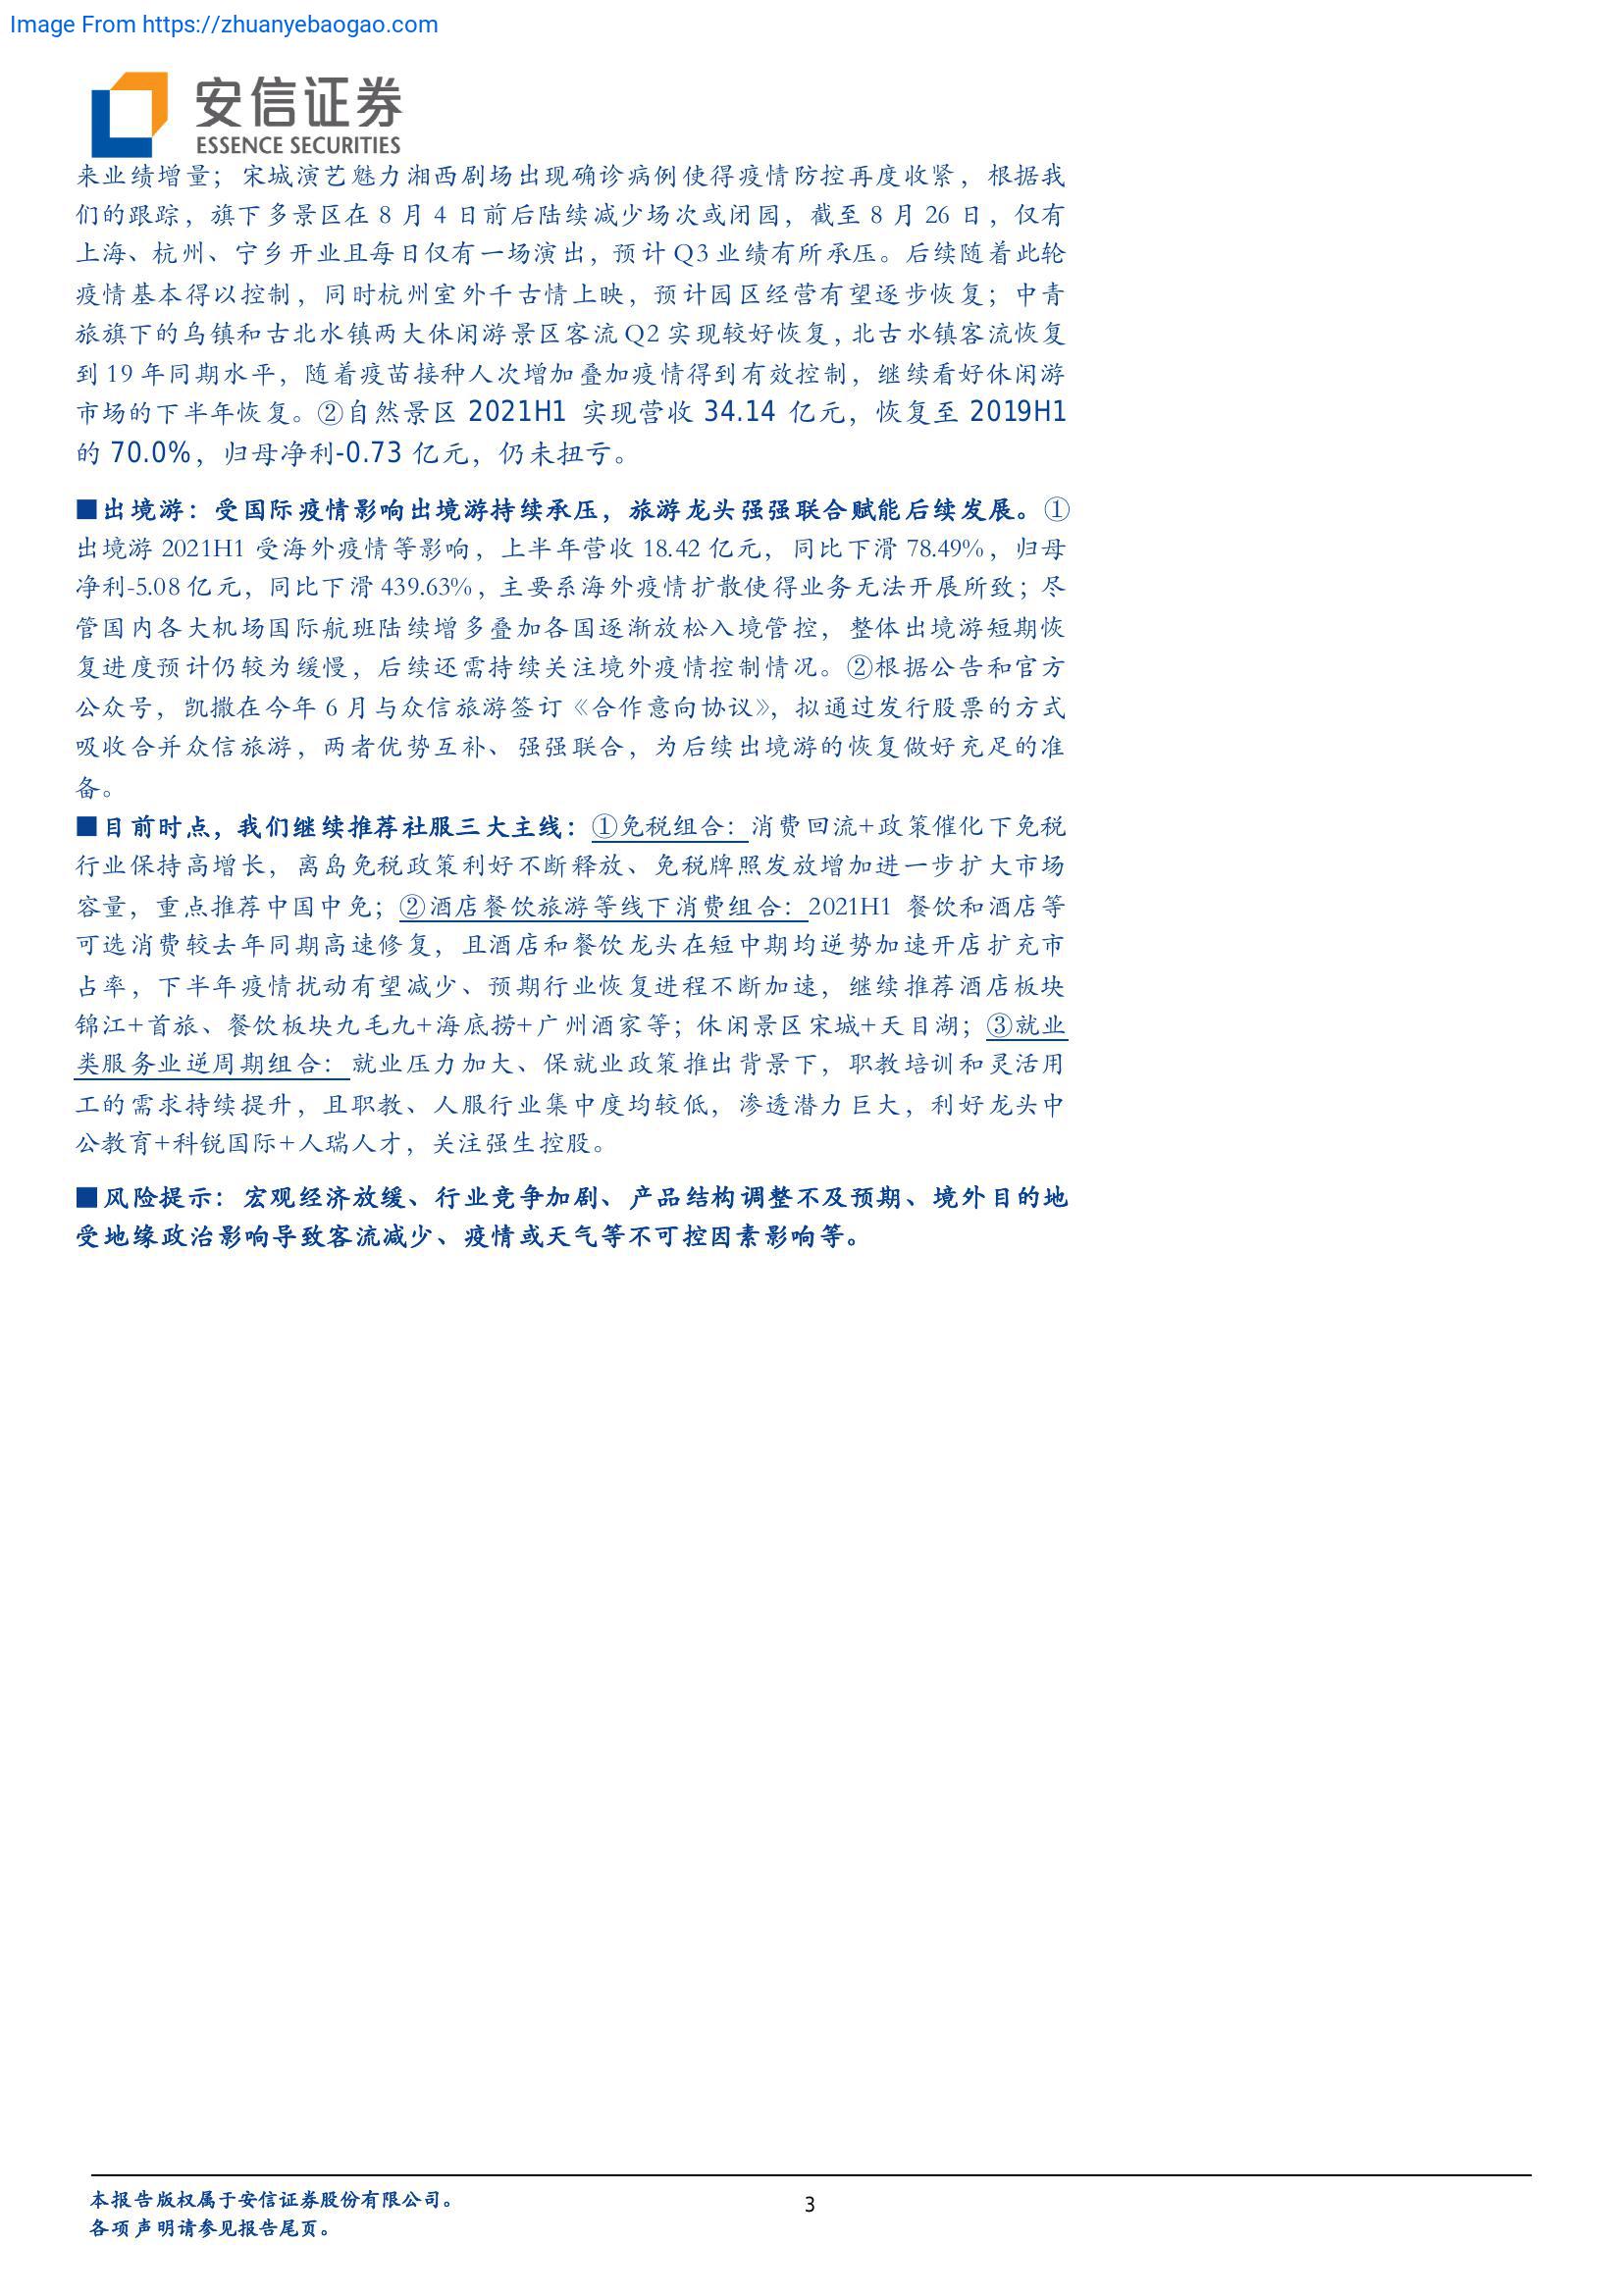 Image From https://zhuanyebaogao.com
安信证券
ESSENCE SECURITIES
来业绩增量；宋城演艺魅力湘西剧场出现确诊病例使得疫情防控再度收紧，根据我
们的跟踪，旗下多景区在 8 月 4 日前后陆续减少场次或闭园，截至 8 月 26 日，仅有
上海、杭州、宁乡开业且每日仅有一场演出，预计 Q3 业绩有所承压。后续随着此轮
疫情基本得以控制，同时杭州室外千古情上映，预计园区经营有望逐步恢复；中青
旅旗下的乌镇和古北水镇两大休闲游景区客流 Q2 实现较好恢复，北古水镇客流恢复
到 19 年同期水平，随着疫苗接种人次增加叠加疫情得到有效控制，继续看好休闲游
市场的下半年恢复。②自然景区 2021H1 实现营收 34.14 亿元，恢复至 2019H1
的 70.0%，归母净利-0.73 亿元，仍未扭亏。
■出境游：受国际疫情影响出境游持续承压，旅游龙头强强联合赋能后续发展。①
出境游 2021H1 受海外疫情等影响，上半年营收 18.42 亿元，同比下滑 78.49%，归母
净利-5.08 亿元，同比下滑 439.63%，主要系海外疫情扩散使得业务无法开展所致；尽
管国内各大机场国际航班陆续增多叠加各国逐渐放松入境管控，整体出境游短期恢
复进度预计仍较为缓慢，后续还需持续关注境外疫情控制情况。②根据公告和官方
公众号，凯撒在今年 6 月与众信旅游签订《合作意向协议》，拟通过发行股票的方式
吸收合并众信旅游，两者优势互补、强强联合，为后续出境游的恢复做好充足的准
备。
■目前时点，我们继续推荐社服三大主线：①免税组合：消费回流+政策催化下免税
行业保持高增长，离岛免税政策利好不断释放、免税牌照发放增加进一步扩大市场
容量，重点推荐中国中免；②酒店餐饮旅游等线下消费组合：2021H1 餐饮和酒店等
可选消费较去年同期高速修复，且酒店和餐饮龙头在短中期均逆势加速开店扩充市
占率，下半年疫情扰动有望减少、预期行业恢复进程不断加速，继续推荐酒店板块
锦江+首旅、餐饮板块九毛九+海底捞+广州酒家等；休闲景区宋城+天目湖；③就业
类服务业逆周期组合：就业压力加大、保就业政策推出背景下，职教培训和灵活用
工的需求持续提升，且职教、人服行业集中度均较低，渗透潜力巨大，利好龙头中
公教育+科锐国际+人瑞人才，关注强生控股。
■风险提示：宏观经济放缓、行业竞争加剧、产品结构调整不及预期、境外目的地
受地缘政治影响导致客流减少、疫情或天气等不可控因素影响等。
本报告版权属于安信证券股份有限公司。
3
各项声明请参见报告尾页。